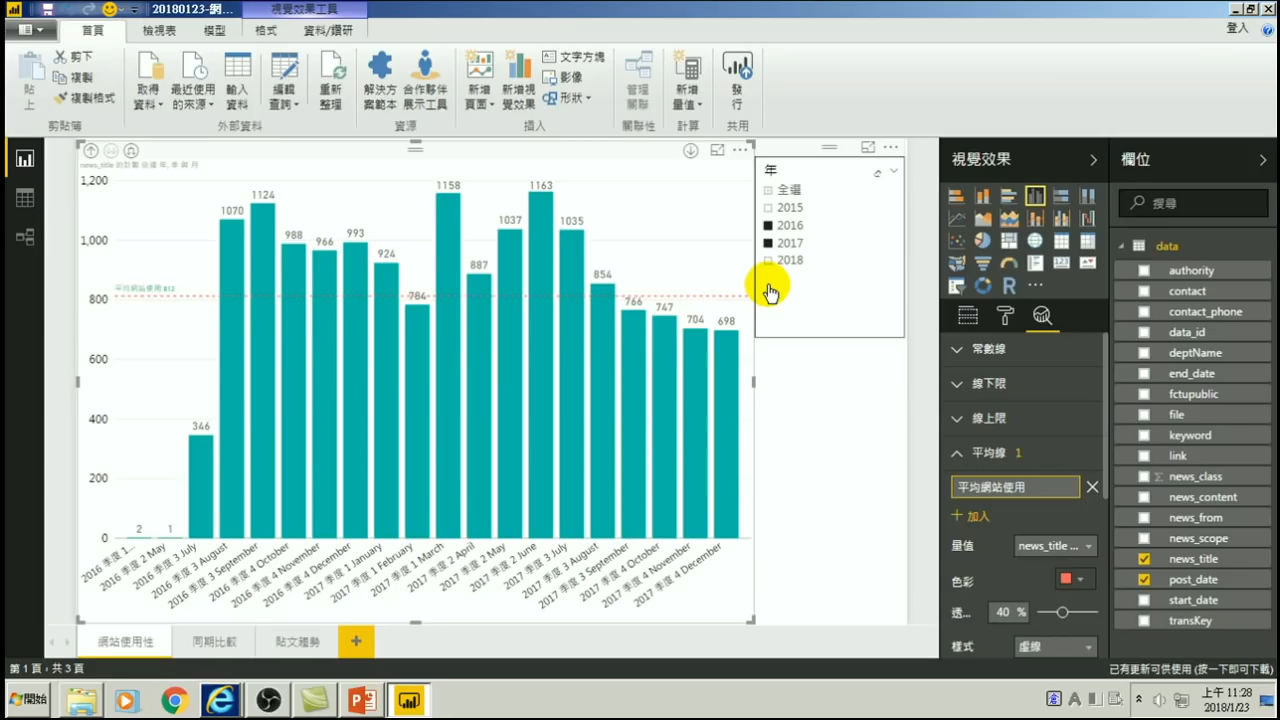 20180123-網...
視覺效果工具
登入
首頁 檢視表 模型 格式 資料/鑽研
貼上
剪下
複製
複製格式
剪貼簿
取得資料
最近使用的來源
輸入資料
編輯查詢
重新整理
外部資料
解決方案範本
合作夥伴展示工具
資源
新增頁面
新增視覺效果
文字方塊
影像
形狀
插入
管理關聯
關聯性
新增量值
計算
發行
共用
news_title 的計數 依據 年, 季 與 月
1,200
1,000
800
600
400
200
0
平均網站使用 812
2 1 346 1070 1124 988 966 993 924 784 1158 887 1037 1163 1035 854 766 747 704 698
2016 季度 1...
2016 季度 2 May
2016 季度 3 July
2016 季度 3 August
2016 季度 3 September
2016 季度 4 October
2016 季度 4 November
2016 季度 4 December
2017 季度 1 January
2017 季度 1 February
2017 季度 1 March
2017 季度 2 April
2017 季度 2 May
2017 季度 2 June
2017 季度 3 July
2017 季度 3 August
2017 季度 3 September
2017 季度 4 October
2017 季度 4 November
2017 季度 4 December
年
全選
2015
2016
2017
2018
視覺效果
R
常數線
線下限
線上限
平均線 1
平均網站使用
加入
量值 news_title ...
色彩
透... 40 %
樣式 虛線
欄位
搜尋
data
authority
contact
contact_phone
data_id
deptName
end_date
fctupublic
file
keyword
link
Σ news_class
news_content
news_from
news_scope
news_title
post_date
start_date
transKey
網站使用性 同期比較 貼文趨勢
第 1 頁，共 3 頁
已有更新可供使用 (按一下即可下載)
開始
上午 11:28
2018/1/23